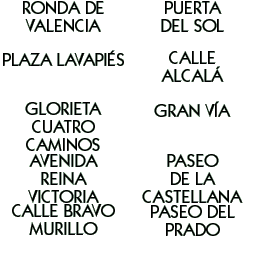 RONDA DE
VALENCIA
PUERTA
DEL SOL
PLAZA LAVAPIÉS
CALLE
ALCALÁ
GLORIETA
CUATRO
CAMINOS
GRAN VÍA
AVENIDA
REINA
VICTORIA
PASEO
DE LA
CASTELLANA
CALLE BRAVO
MURILLO
PASEO DEL
PRADO